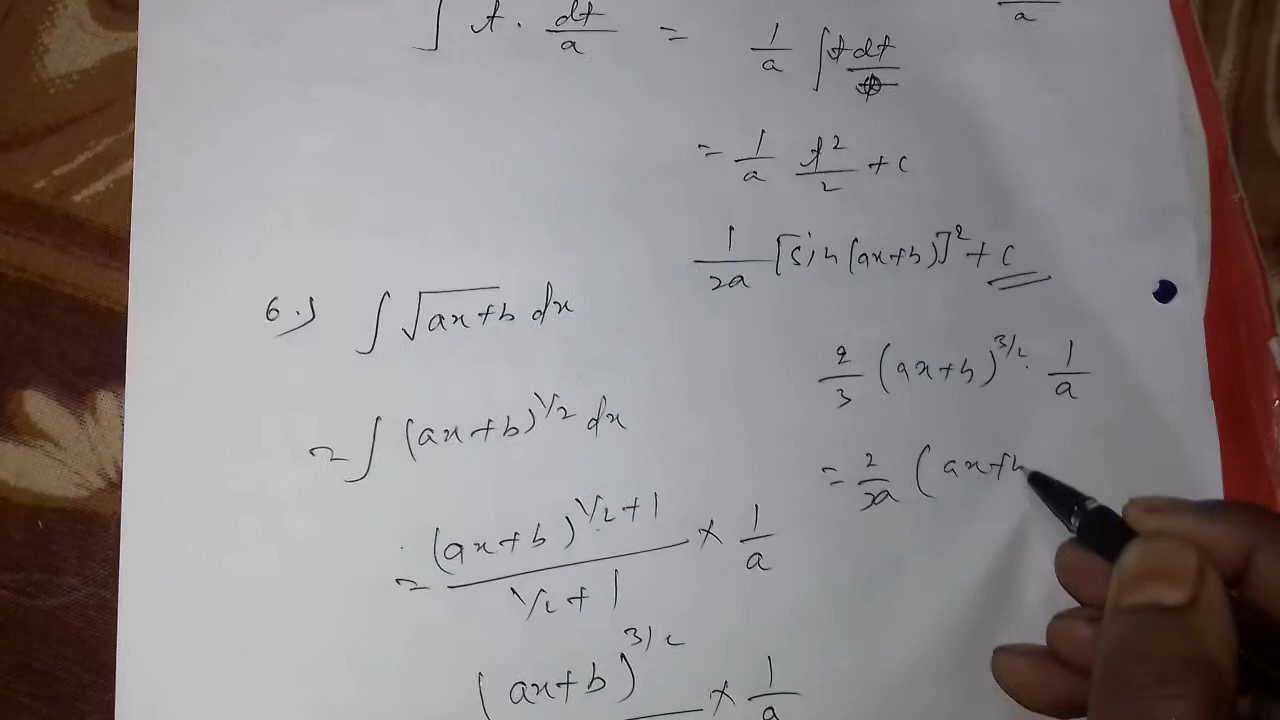 ∫ t · dt/a = 1/a ∫ t dt
a
= 1/a t²/2 + c
1/2a [sin(ax+b)]² + c
6.) ∫ √ax+b dx
= ∫ (ax+b)^1/2 dx
= (ax+b)^1/2+1 / 1/2+1 × 1/a
(ax+b)^3/2 × 1/a
2/3 (ax+b)^3/2 · 1/a
= 2/3a (ax+b